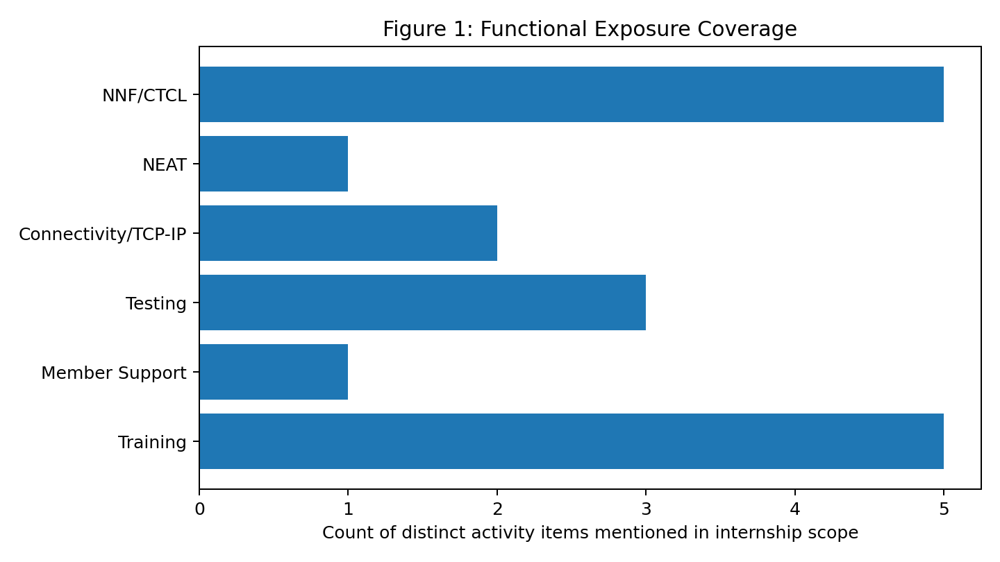 Figure 1: Functional Exposure Coverage
NNF/CTCL
NEAT
Connectivity/TCP-IP
Testing
Member Support
Training
0 1 2 3 4 5
Count of distinct activity items mentioned in internship scope